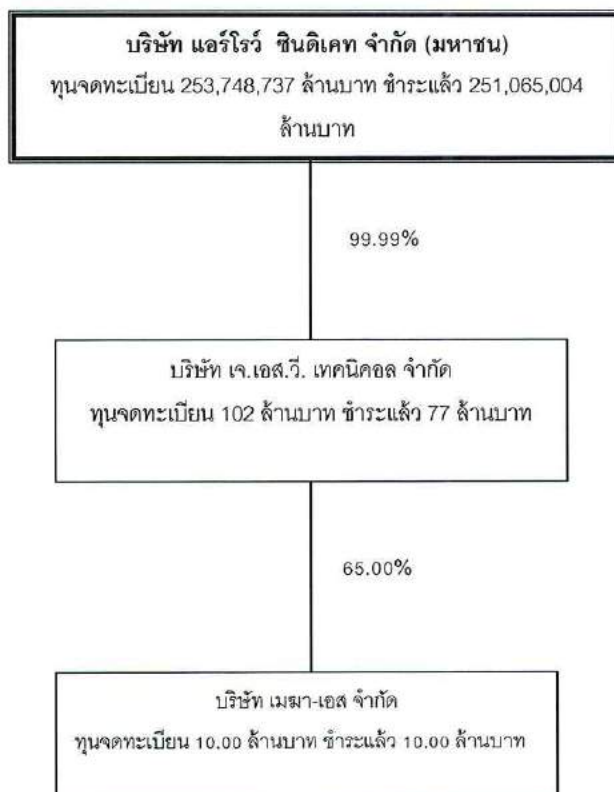 บริษัท แอร์โรว์ ซินดิเคท จำกัด (มหาชน)
ทุนจดทะเบียน 253,748,737 ล้านบาท ชำระแล้ว 251,065,004
ล้านบาท
99.99%
บริษัท เจ.เอส.วี. เทคนิคอล จำกัด
ทุนจดทะเบียน 102 ล้านบาท ชำระแล้ว 77 ล้านบาท
65.00%
บริษัท เมฆา-เอส จำกัด
ทุนจดทะเบียน 10.00 ล้านบาท ชำระแล้ว 10.00 ล้านบาท